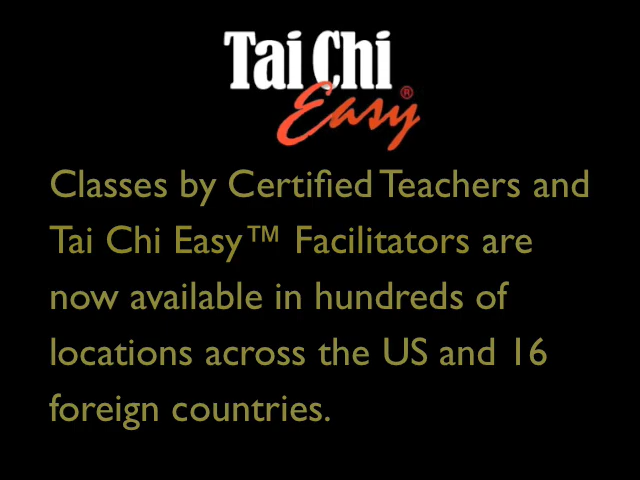 Tai Chi
Easy®
Classes by Certified Teachers and
Tai Chi Easy™ Facilitators are
now available in hundreds of
locations across the US and 16
foreign countries.